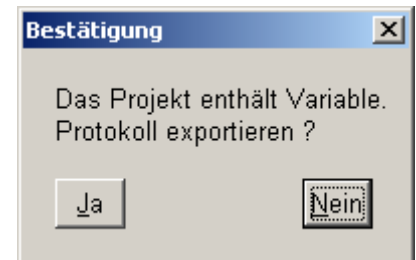 Bestätigung
Das Projekt enthält Variable.
Protokoll exportieren ?
Ja
Nein